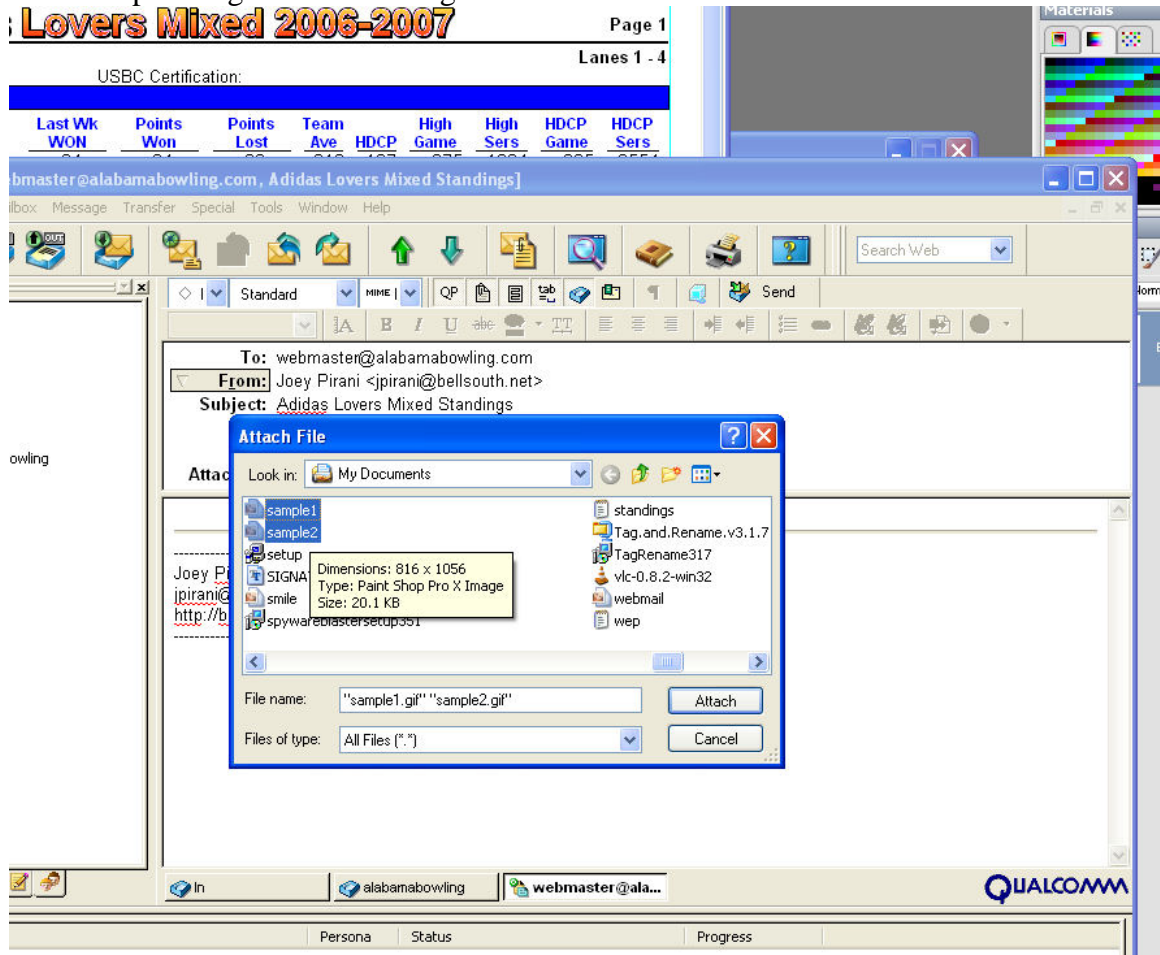 Lovers Mixed 2006-2007
Page 1
Lanes 1 - 4
USBC Certification:
Last Wk WON
Points Won
Points Lost
Team Ave
HDCP
High Game
High Sers
HDCP Game
HDCP Sers
Materials
bmaster@alabamabowling.com, Adidas Lovers Mixed Standings]
Message Transfer Special Tools Window Help
Search Web
Standard
MIME
QP
tab
Send
To: webmaster@alabamabowling.com
From: Joey Pirani <jpirani@bellsouth.net>
Subject: Adidas Lovers Mixed Standings
owling
Attac
Attach File
Look in: My Documents
sample1
sample2
setup
SIGNA
smile
spywareblastersetup351
standings
Tag.and.Rename.v3.1.7
TagRename317
vlc-0.8.2-win32
webmail
wep
Dimensions: 816 x 1056
Type: Paint Shop Pro X Image
Size: 20.1 KB
Joey Pi
jpirani@
http://b
File name: "sample1.gif" "sample2.gif"
Attach
Files of type: All Files (*.*)
Cancel
In
alabamabowling
webmaster@ala...
QUALCOMM
Persona Status Progress